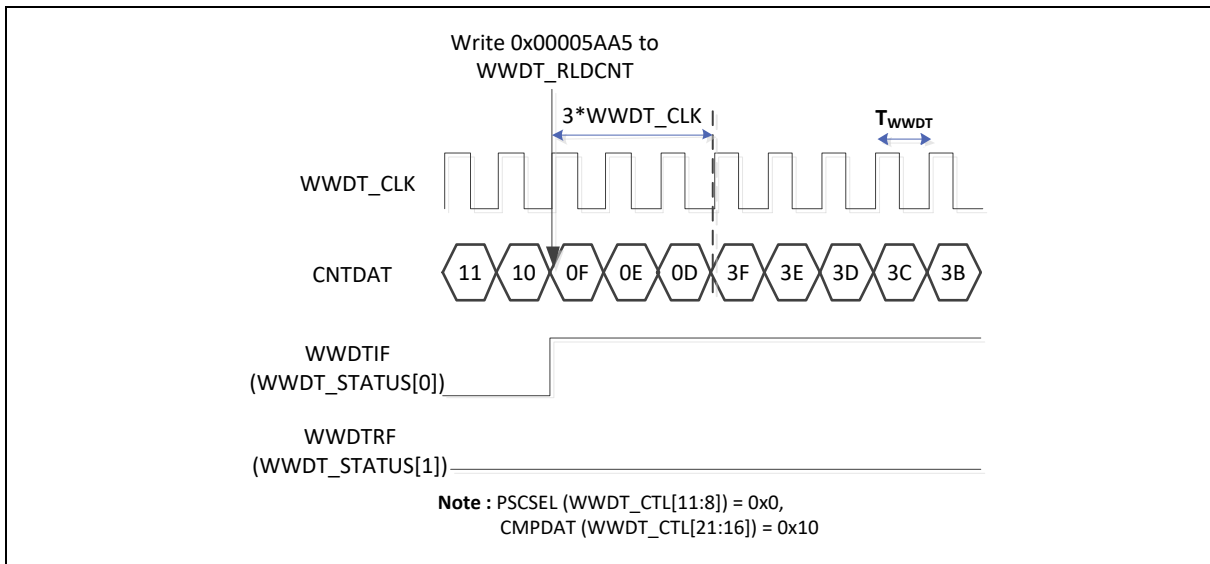 Write 0x00005AA5 to
WWDT_RLDCNT
3*WWDT_CLK
TWWDT
WWDT_CLK
CNTDAT
11 10 0F 0E 0D 3F 3E 3D 3C 3B
WWDTIF
(WWDT_STATUS[0])
WWDTRF
(WWDT_STATUS[1])
Note : PSCSEL (WWDT_CTL[11:8]) = 0x0,
CMPDAT (WWDT_CTL[21:16]) = 0x10